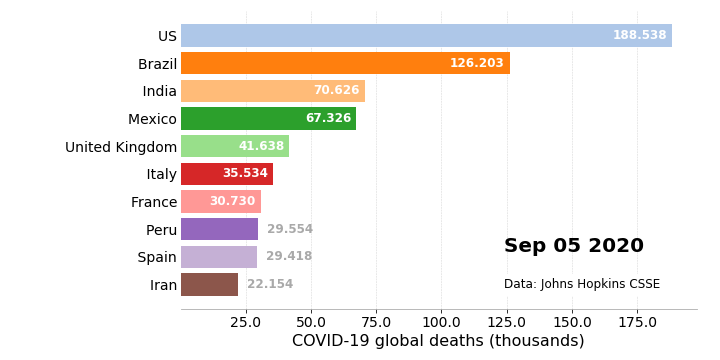 US 188.538
Brazil 126.203
India 70.626
Mexico 67.326
United Kingdom 41.638
Italy 35.534
France 30.730
Peru 29.554
Spain 29.418
Iran 22.154
Sep 05 2020
Data: Johns Hopkins CSSE
25.0 50.0 75.0 100.0 125.0 150.0 175.0
COVID-19 global deaths (thousands)